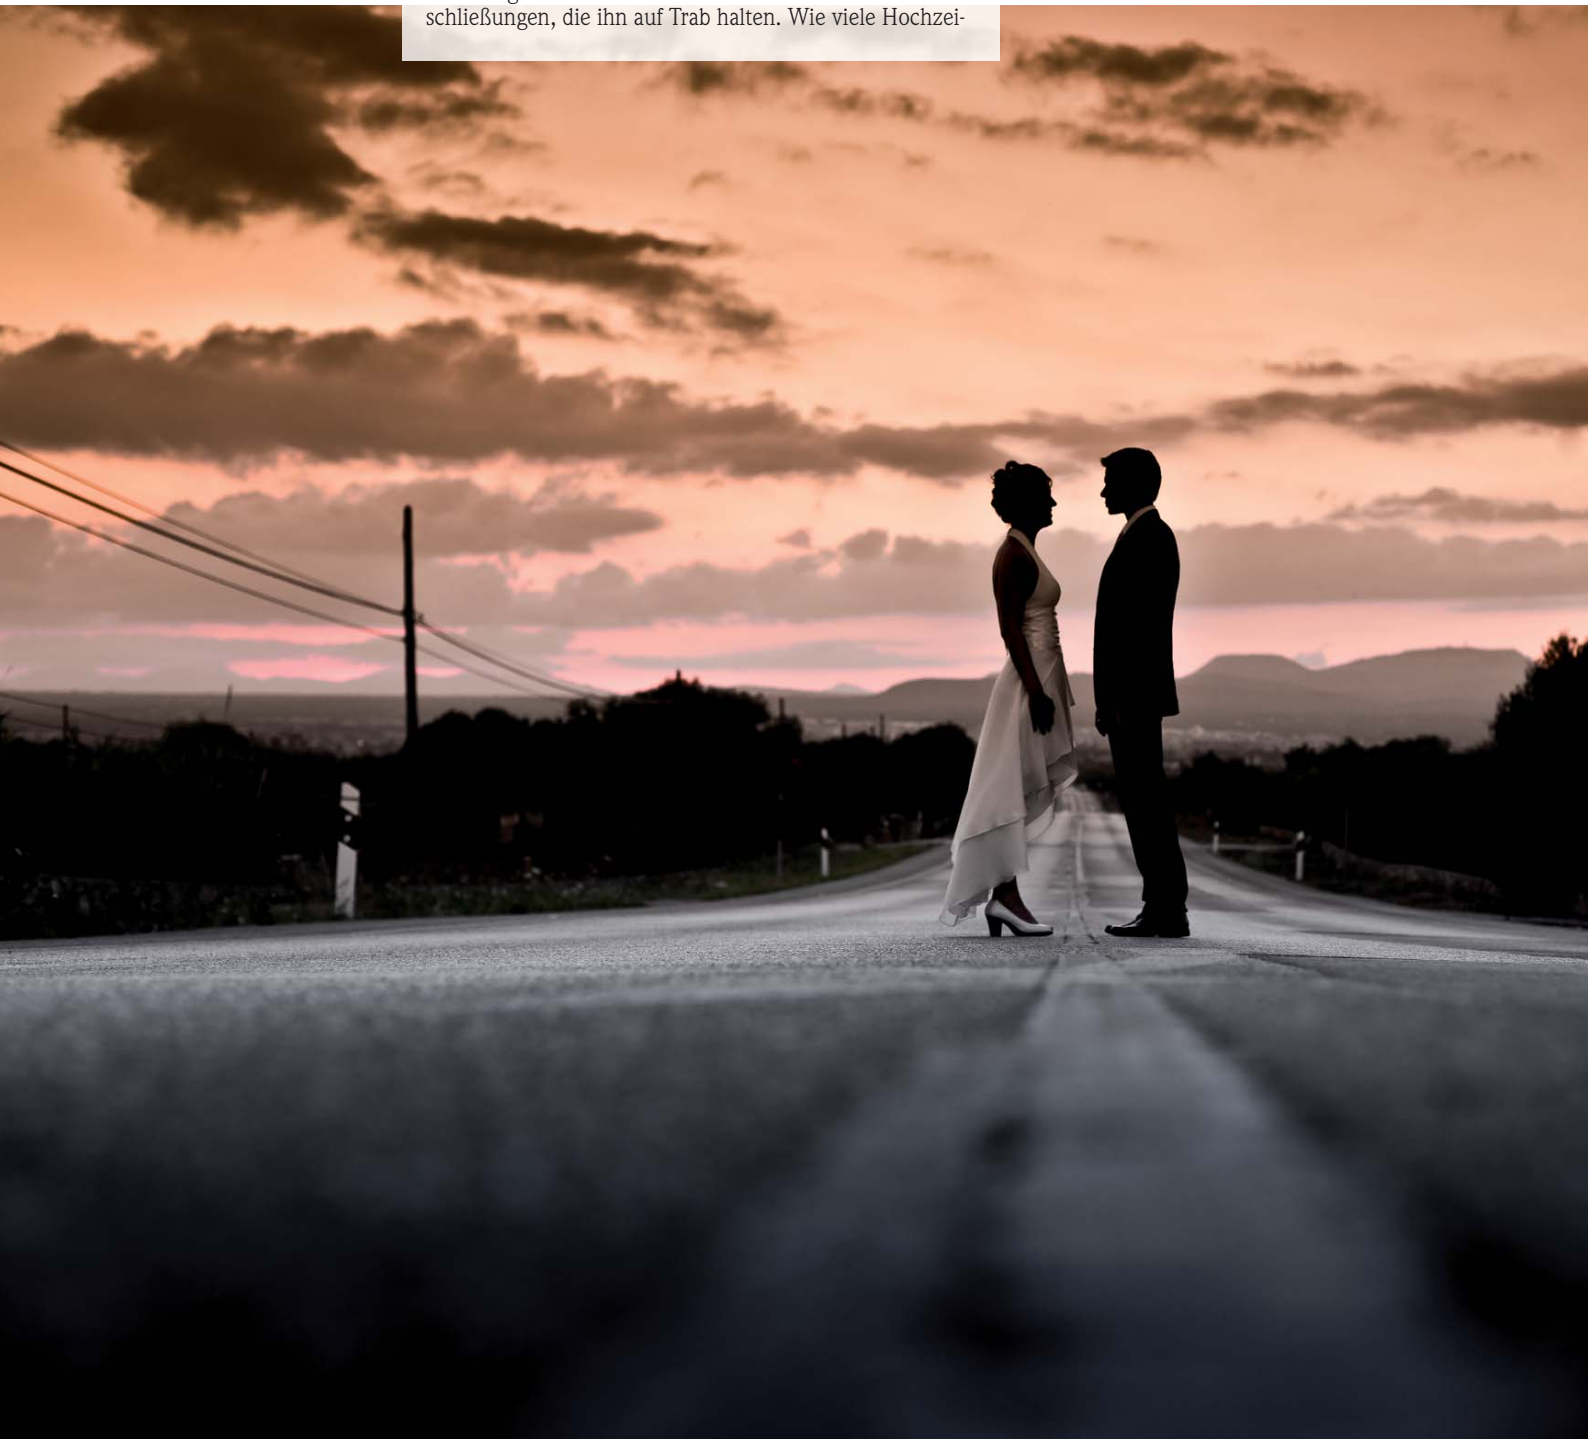 schließungen, die ihn auf Trab halten. Wie viele Hochzei-